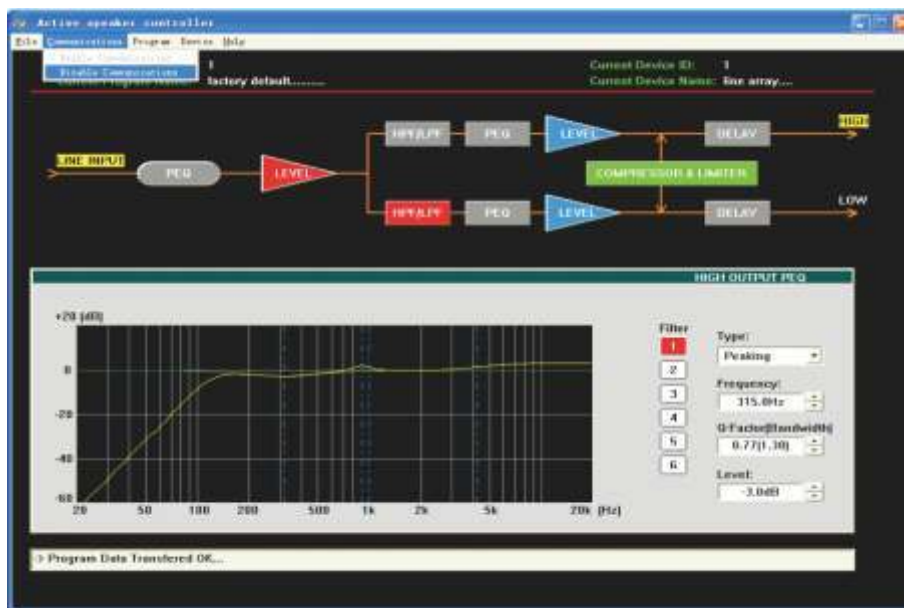 Active speaker controller
File Communications Program Device Help
Enable Communications
1
Current Device ID: 1
Disable Communications
factory default.........
Current Device Name: line array....
HIGH
HPF/LPF PEQ LEVEL DELAY
LINE INPUT
PEQ LEVEL COMPRESSOR & LIMITER
LOW
HPF/LPF PEQ LEVEL DELAY
HIGH OUTPUT PEQ
+20 (dB)
0
-20
-40
-60
20 50 100 200 500 1k 2k 5k 20k (Hz)
Filter
1
2
3
4
5
6
Type:
Peaking
Frequency:
315.0Hz
Q-Factor(Bandwidth)
0.77(1.30)
Level:
-3.0dB
-> Program Data Transfered OK...